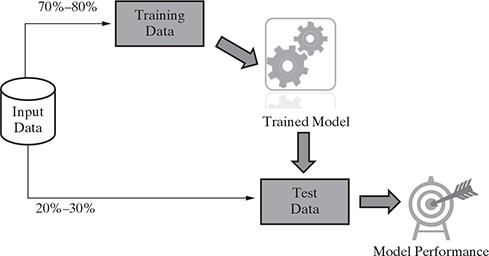 70%–80%
Training
Data
Input
Data
Trained Model
20%–30%
Test
Data
Model Performance